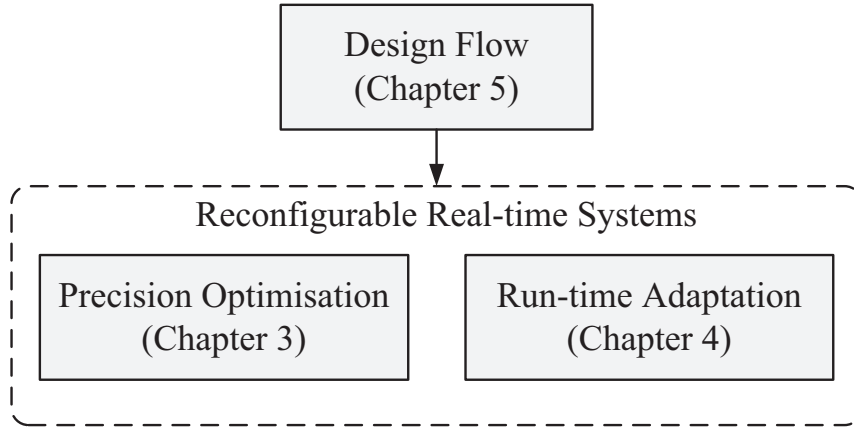 Design Flow
(Chapter 5)
Reconfigurable Real-time Systems
Precision Optimisation
(Chapter 3)
Run-time Adaptation
(Chapter 4)